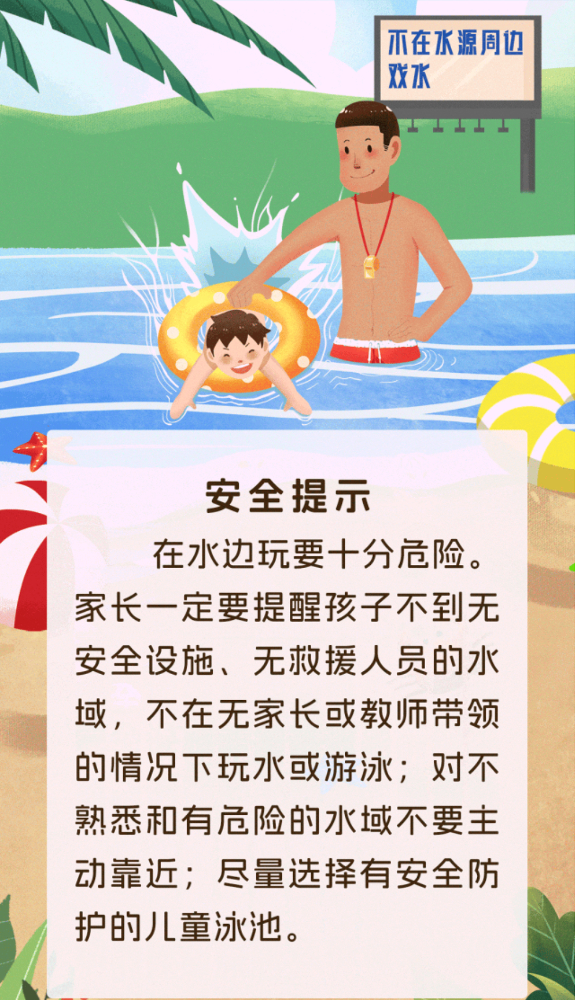 不在水源周边
戏水
安全提示
在水边玩耍十分危险。
家长一定要提醒孩子不到无
安全设施、无救援人员的水
域，不在无家长或教师带领
的情况下玩水或游泳；对不
熟悉和有危险的水域不要主
动靠近；尽量选择有安全防
护的儿童泳池。